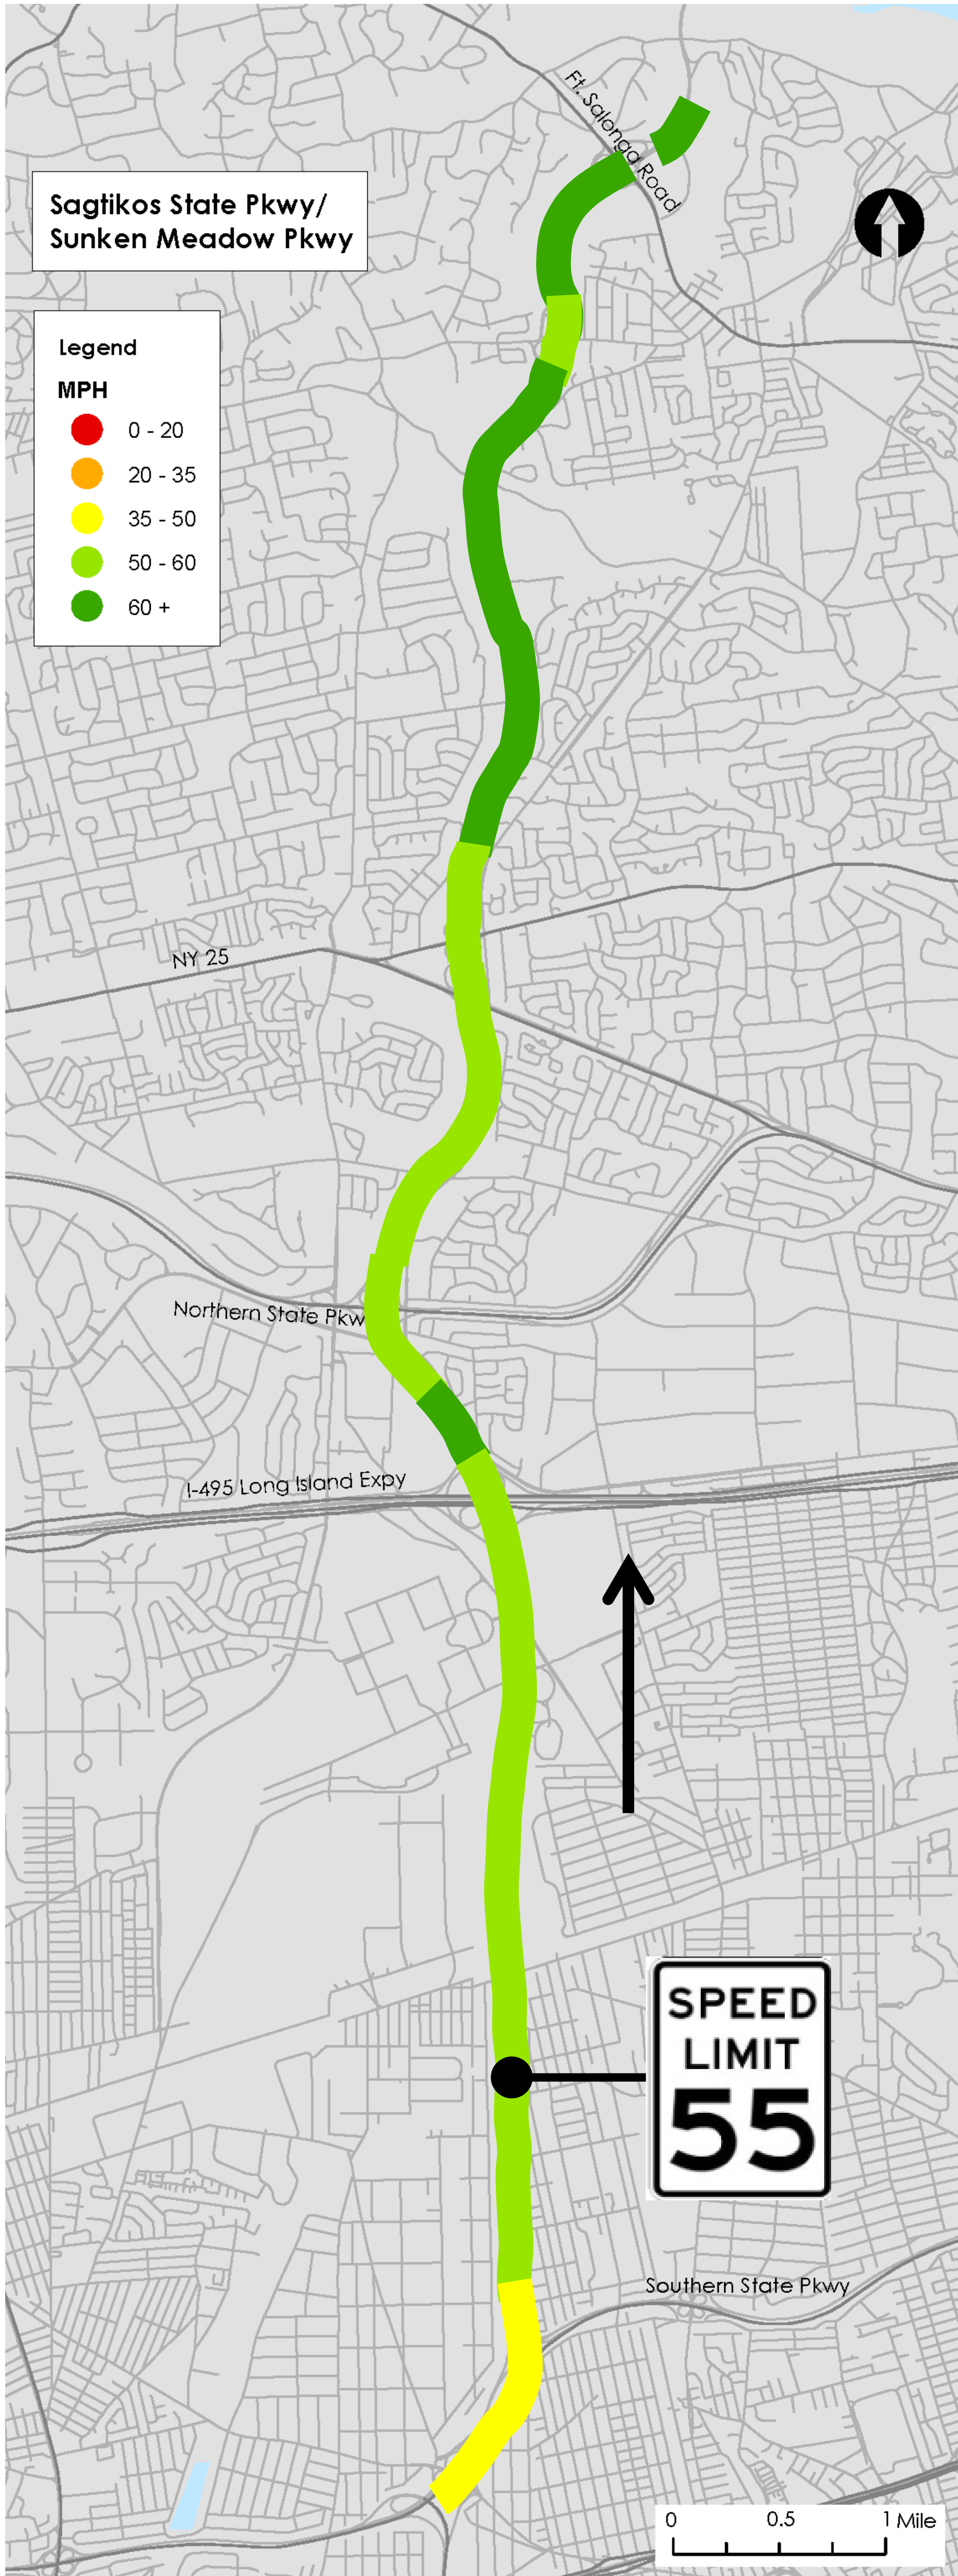 Ft. Salonga Road
Sagtikos State Pkwy/
Sunken Meadow Pkwy
Legend
MPH
0 - 20
20 - 35
35 - 50
50 - 60
60 +
NY 25
Northern State Pkw
I-495 Long Island Expy
SPEED
LIMIT
55
Southern State Pkwy
0 0.5 1 Mile